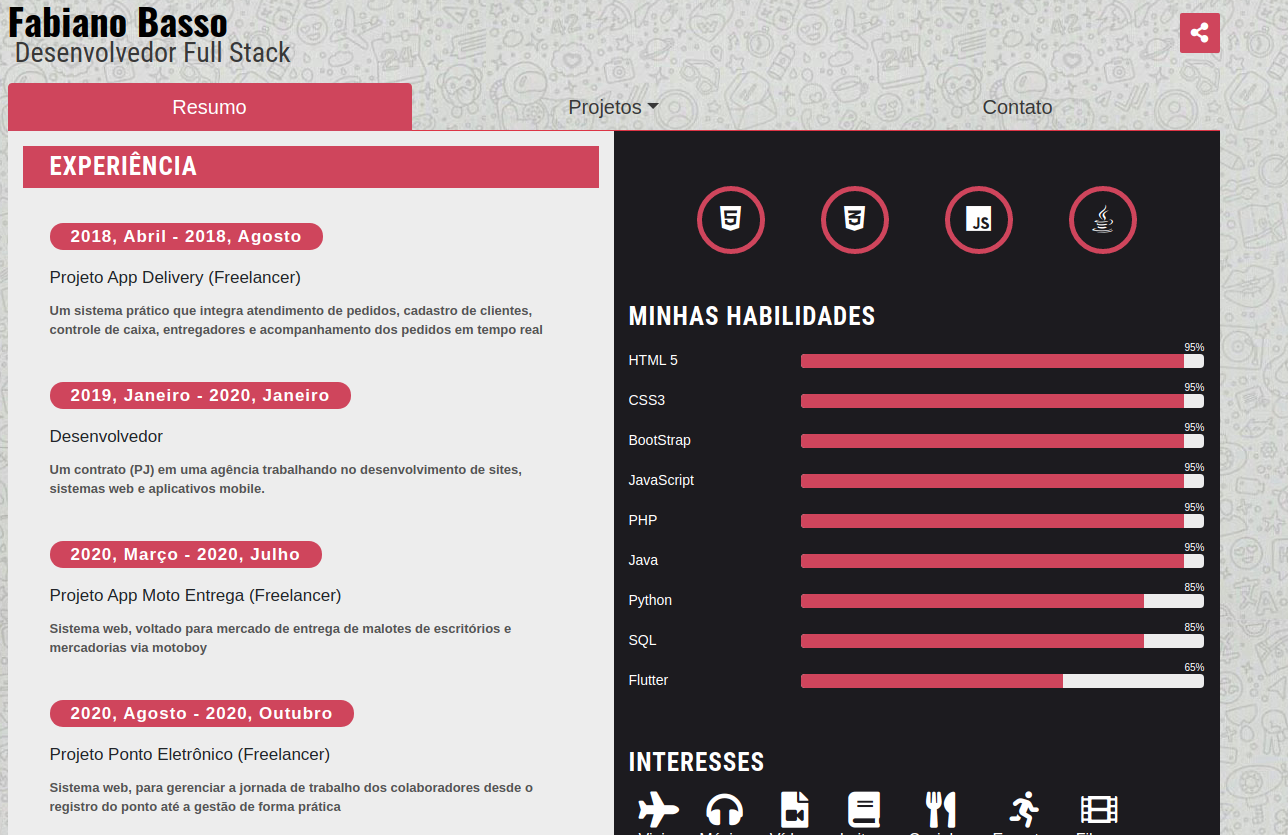 Fabiano Basso
Desenvolvedor Full Stack
Resumo
Projetos
Contato
EXPERIÊNCIA
2018, Abril - 2018, Agosto
Projeto App Delivery (Freelancer)
Um sistema prático que integra atendimento de pedidos, cadastro de clientes,
controle de caixa, entregadores e acompanhamento dos pedidos em tempo real
2019, Janeiro - 2020, Janeiro
Desenvolvedor
Um contrato (PJ) em uma agência trabalhando no desenvolvimento de sites,
sistemas web e aplicativos mobile.
2020, Março - 2020, Julho
Projeto App Moto Entrega (Freelancer)
Sistema web, voltado para mercado de entrega de malotes de escritórios e
mercadorias via motoboy
2020, Agosto - 2020, Outubro
Projeto Ponto Eletrônico (Freelancer)
Sistema web, para gerenciar a jornada de trabalho dos colaboradores desde o
registro do ponto até a gestão de forma prática
5
3
JS
MINHAS HABILIDADES
HTML 5 95%
CSS3 95%
BootStrap 95%
JavaScript 95%
PHP 95%
Java 95%
Python 85%
SQL 85%
Flutter 65%
INTERESSES